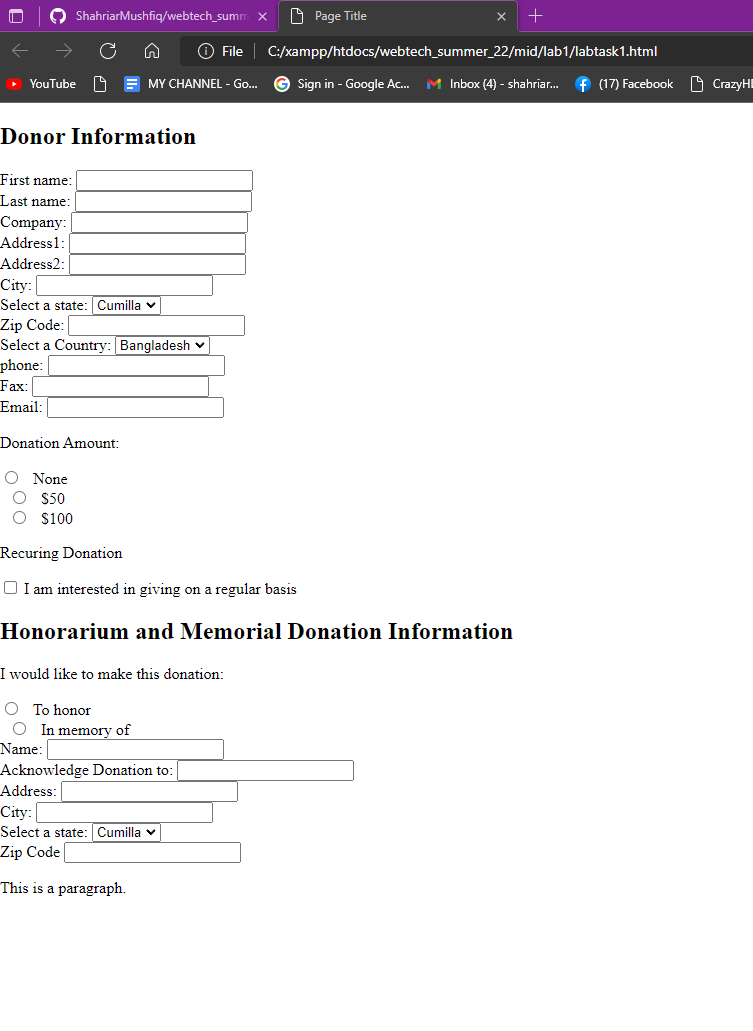 ShahriarMushfiq/webtech_summ
Page Title
File C:/xampp/htdocs/webtech_summer_22/mid/lab1/labtask1.html
YouTube MY CHANNEL - Go... Sign in - Google Ac... Inbox (4) - shahriar... (17) Facebook CrazyHI
Donor Information
First name:
Last name:
Company:
Address1:
Address2:
City:
Select a state: Cumilla
Zip Code:
Select a Country: Bangladesh
phone:
Fax:
Email:
Donation Amount:
None
$50
$100
Recuring Donation
I am interested in giving on a regular basis
Honorarium and Memorial Donation Information
I would like to make this donation:
To honor
In memory of
Name:
Acknowledge Donation to:
Address:
City:
Select a state: Cumilla
Zip Code
This is a paragraph.